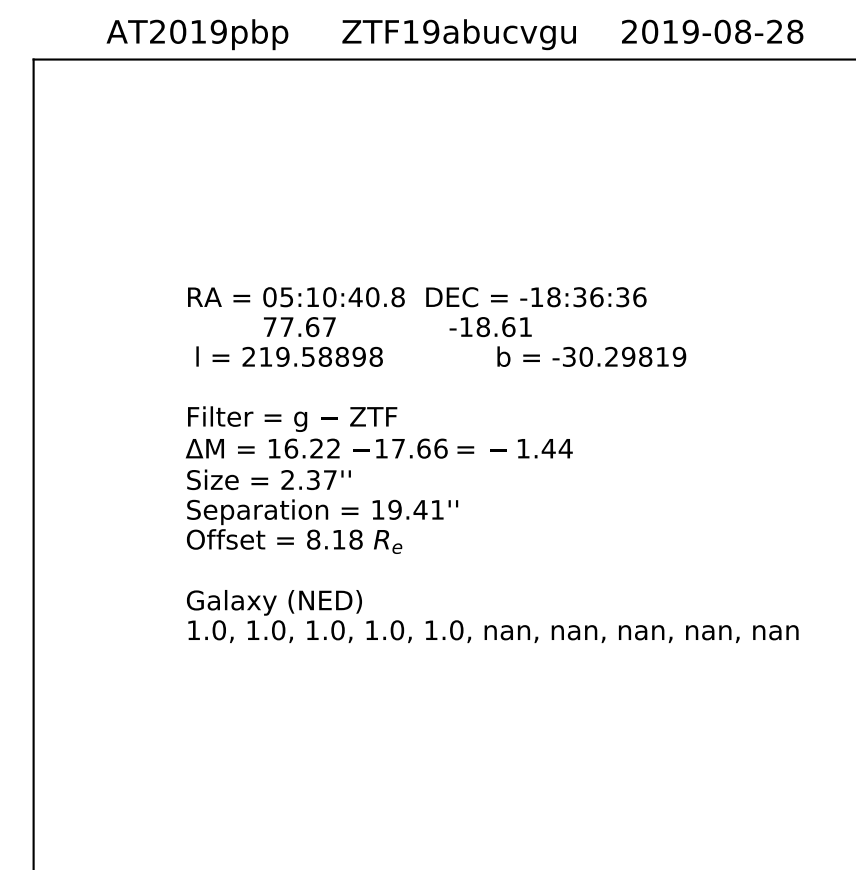 AT2019pbp ZTF19abucvgu 2019-08-28
RA = 05:10:40.8 DEC = -18:36:36
77.67 -18.61
l = 219.58898 b = -30.29819
Filter = g − ZTF
ΔM = 16.22 −17.66 = − 1.44
Size = 2.37''
Separation = 19.41''
Offset = 8.18 Re
Galaxy (NED)
1.0, 1.0, 1.0, 1.0, 1.0, nan, nan, nan, nan, nan